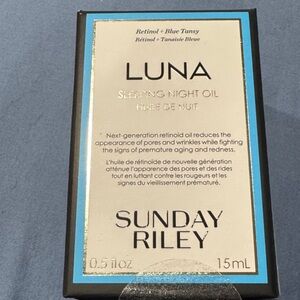 Retinol + Blue Tansy
Rétinol + Tanaisie Bleue
LUNA
SLEEPING NIGHT OIL
HUILE DE NUIT
Next-generation retinoid oil reduces the
appearance of pores and wrinkles while fighting
the signs of premature aging and redness.
L'huile de rétinoïde de nouvelle génération
atténue l'apparence des pores et des rides
tout en luttant contre les rougeurs et les
signes du vieillissement prématuré.
SUNDAY
RILEY
0.5 fl oz 15mL